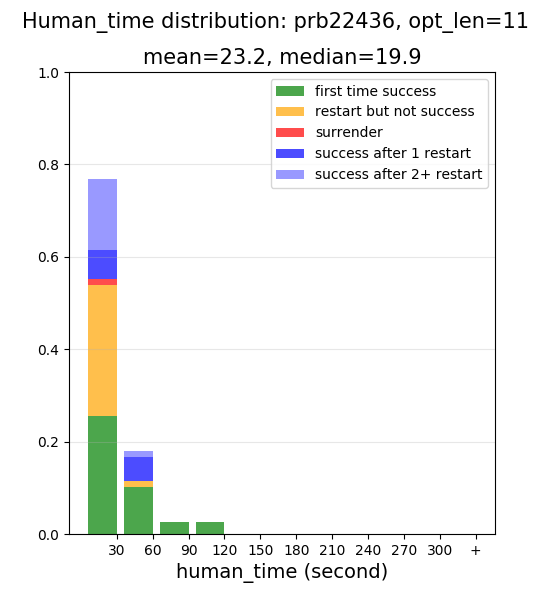 Human_time distribution: prb22436, opt_len=11
mean=23.2, median=19.9
1.0
0.8
0.6
0.4
0.2
0.0
first time success
restart but not success
surrender
success after 1 restart
success after 2+ restart
30 60 90 120 150 180 210 240 270 300 +
human_time (second)